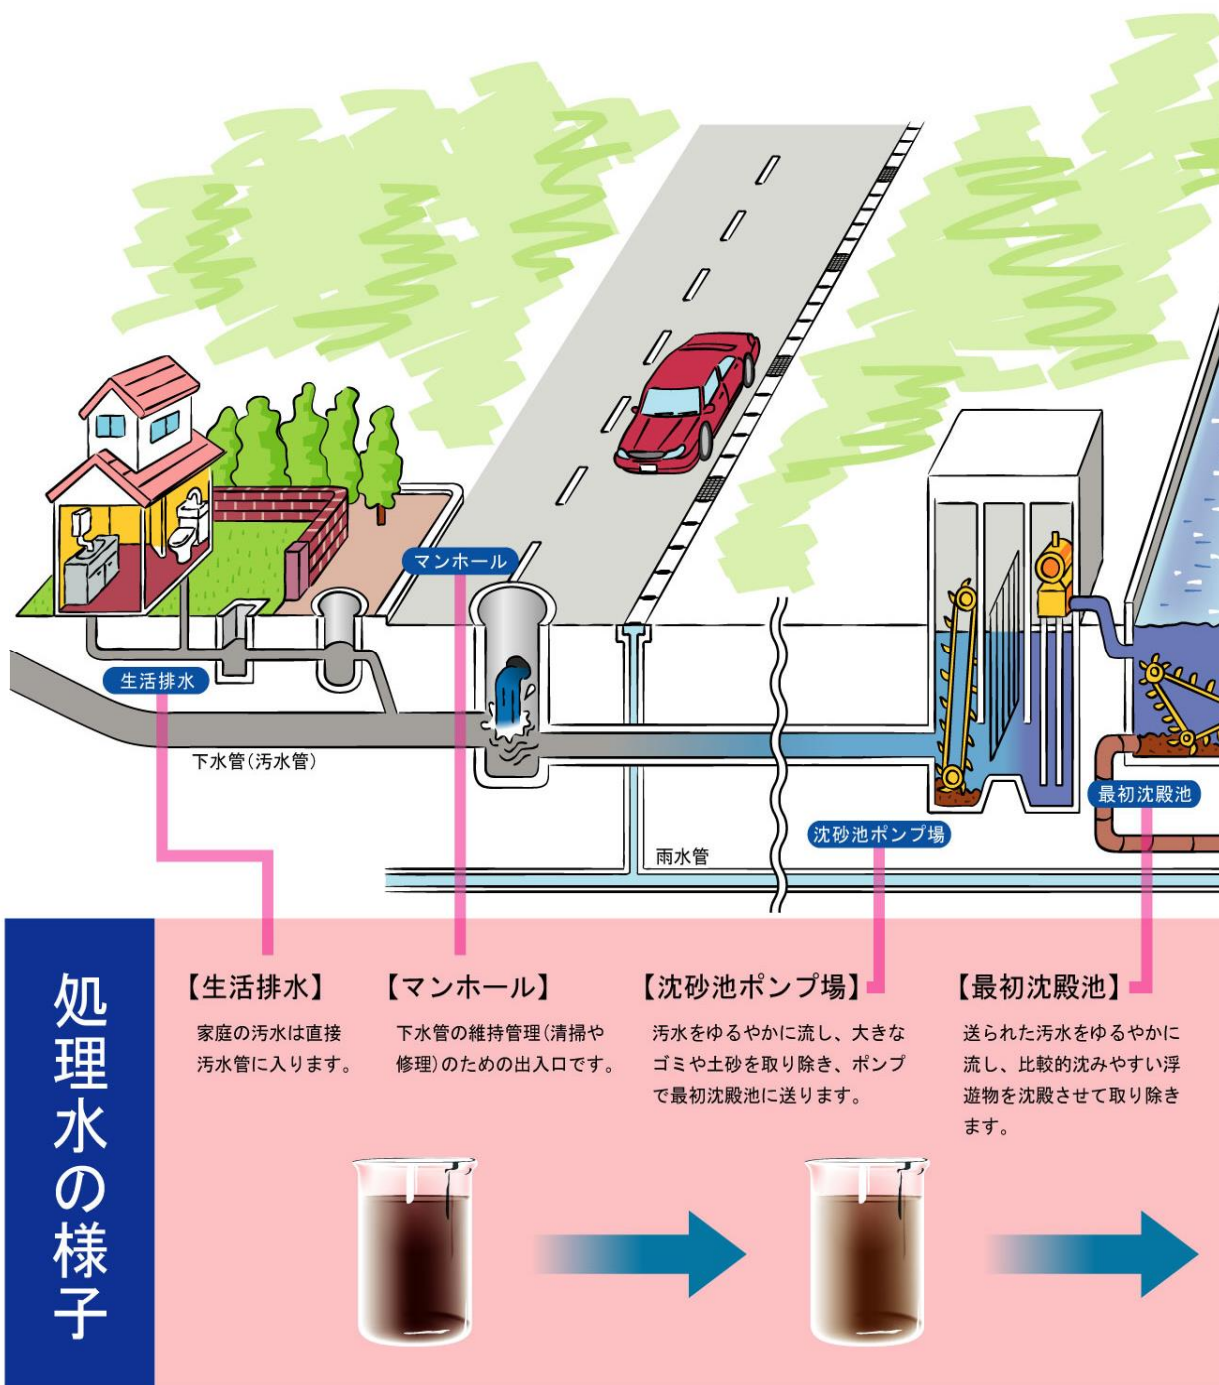 マンホール
生活排水
下水管(汚水管)
最初沈殿池
沈砂池ポンプ場
雨水管
処理水の様子
【生活排水】
家庭の汚水は直接
汚水管に入ります。
【マンホール】
下水管の維持管理(清掃や
修理)のための出入口です。
【沈砂池ポンプ場】
汚水をゆるやかに流し、大きな
ゴミや土砂を取り除き、ポンプ
で最初沈殿池に送ります。
【最初沈殿池】
送られた汚水をゆるやかに
流し、比較的沈みやすい浮
遊物を沈殿させて取り除き
ます。